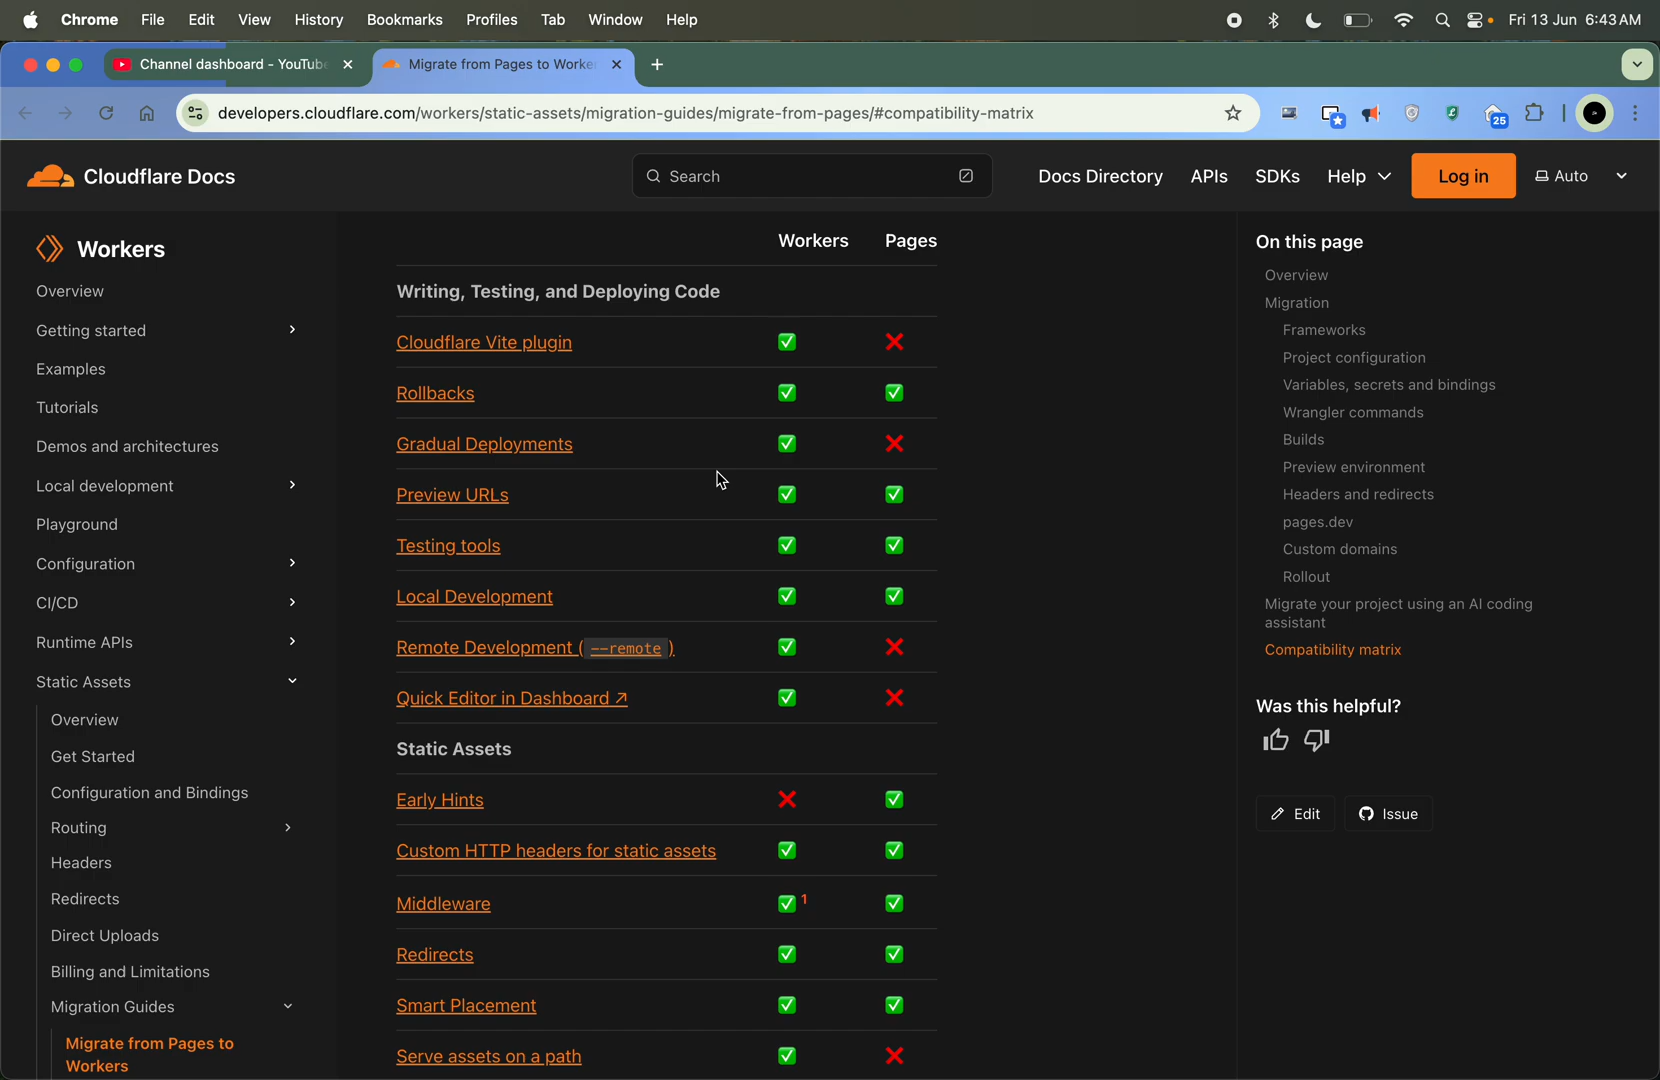 Chrome File Edit View History Bookmarks Profiles Tab Window Help Fri 13 Jun 6:43 AM
Channel dashboard - YouTube Migrate from Pages to Worke
developers.cloudflare.com/workers/static-assets/migration-guides/migrate-from-pages/#compatibility-matrix 25
Cloudflare Docs Search Docs Directory APIs SDKs Help Log in Auto
Workers
Overview
Getting started
Examples
Tutorials
Demos and architectures
Local development
Playground
Configuration
CI/CD
Runtime APIs
Static Assets
Overview
Get Started
Configuration and Bindings
Routing
Headers
Redirects
Direct Uploads
Billing and Limitations
Migration Guides
Migrate from Pages to
Workers
Workers Pages
Writing, Testing, and Deploying Code
Cloudflare Vite plugin ✅ ❌
Rollbacks ✅ ✅
Gradual Deployments ✅ ❌
Preview URLs ✅ ✅
Testing tools ✅ ✅
Local Development ✅ ✅
Remote Development (--remote) ✅ ❌
Quick Editor in Dashboard ↗ ✅ ❌
Static Assets
Early Hints ❌ ✅
Custom HTTP headers for static assets ✅ ✅
Middleware ✅ 1 ✅
Redirects ✅ ✅
Smart Placement ✅ ✅
Serve assets on a path ✅ ❌
On this page
Overview
Migration
Frameworks
Project configuration
Variables, secrets and bindings
Wrangler commands
Builds
Preview environment
Headers and redirects
pages.dev
Custom domains
Rollout
Migrate your project using an AI coding
assistant
Compatibility matrix
Was this helpful?
Edit Issue